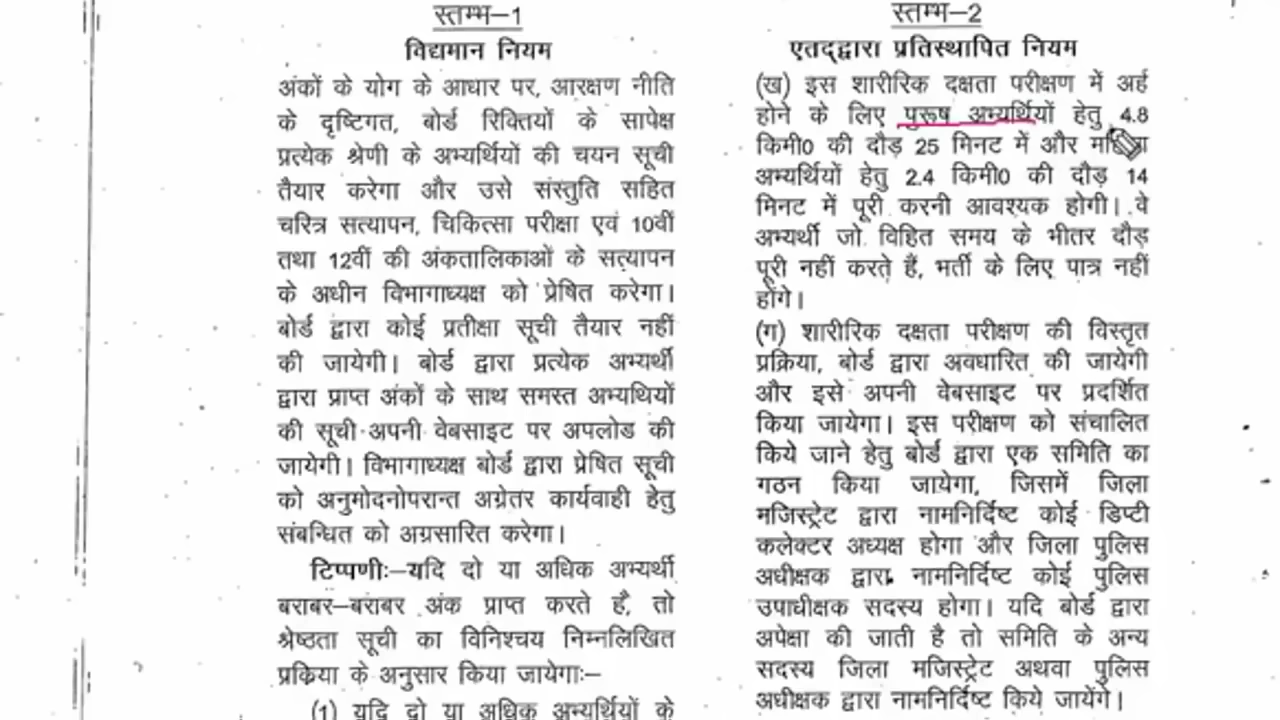 स्तम्भ–1
विद्यमान नियम
अंकों के योग के आधार पर, आरक्षण नीति
के दृष्टिगत, बोर्ड रिक्तियों के सापेक्ष
प्रत्येक श्रेणी के अभ्यर्थियों की चयन सूची
तैयार करेगा और उसे संस्तुति सहित
चरित्र सत्यापन, चिकित्सा परीक्षा एवं 10वीं
तथा 12वीं की अंकतालिकाओं के सत्यापन
के अधीन विभागाध्यक्ष को प्रेषित करेगा।
बोर्ड द्वारा कोई प्रतीक्षा सूची तैयार नहीं
की जायेगी। बोर्ड द्वारा प्रत्येक अभ्यर्थी
द्वारा प्राप्त अंकों के साथ समस्त अभ्यथियों
की सूची अपनी वेबसाइट पर अपलोड की
जायेगी। विभागाध्यक्ष बोर्ड द्वारा प्रेषित सूची
को अनुमोदनोपरान्त अग्रेतर कार्यवाही हेतु
संबन्धित को अग्रसारित करेगा।
टिप्पणीः–यदि दो या अधिक अभ्यर्थी
बराबर–बराबर अंक प्राप्त करते है, तो
श्रेष्ठता सूची का विनिश्चय निम्नलिखित
प्रक्रिया के अनुसार किया जायेगाः–
(1) यदि दो या अधिक अभ्यर्थियों के
स्तम्भ–2
एतद्द्वारा प्रतिस्थापित नियम
(ख) इस शारीरिक दक्षता परीक्षण में अर्ह
होने के लिए पुरूष अभ्यर्थियों हेतु 4.8
किमी0 की दौड़ 25 मिनट में और
अभ्यर्थियों हेतु 2.4 किमी0 की दौड़ 14
मिनट में पूरी करनी आवश्यक होगी। वे
अभ्यर्थी जो विहित समय के भीतर दौड़
पूरी नहीं करते हैं, भर्ती के लिए पात्र नहीं
होंगे।
(ग) शारीरिक दक्षता परीक्षण की विस्तृत
प्रक्रिया, बोर्ड द्वारा अवधारित की जायेगी
और इसे अपनी वेबसाइट पर प्रदर्शित
किया जायेगा। इस परीक्षण को संचालित
किये जाने हेतु बोर्ड द्वारा एक समिति का
गठन किया जायेगा, जिसमें जिला
मजिस्ट्रेट द्वारा नामनिर्दिष्ट कोई डिप्टी
कलेक्टर अध्यक्ष होगा और जिला पुलिस
अधीक्षक द्वारा नामनिर्दिष्ट कोई पुलिस
उपाधीक्षक सदस्य होगा। यदि बोर्ड द्वारा
अपेक्षा की जाती है तो समिति के अन्य
सदस्य जिला मजिस्ट्रेट अथवा पुलिस
अधीक्षक द्वारा नामनिर्दिष्ट किये जायेंगे।